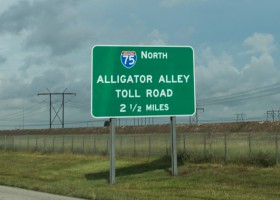 75 NORTH
ALLIGATOR ALLEY
TOLL ROAD
2 1/2 MILES